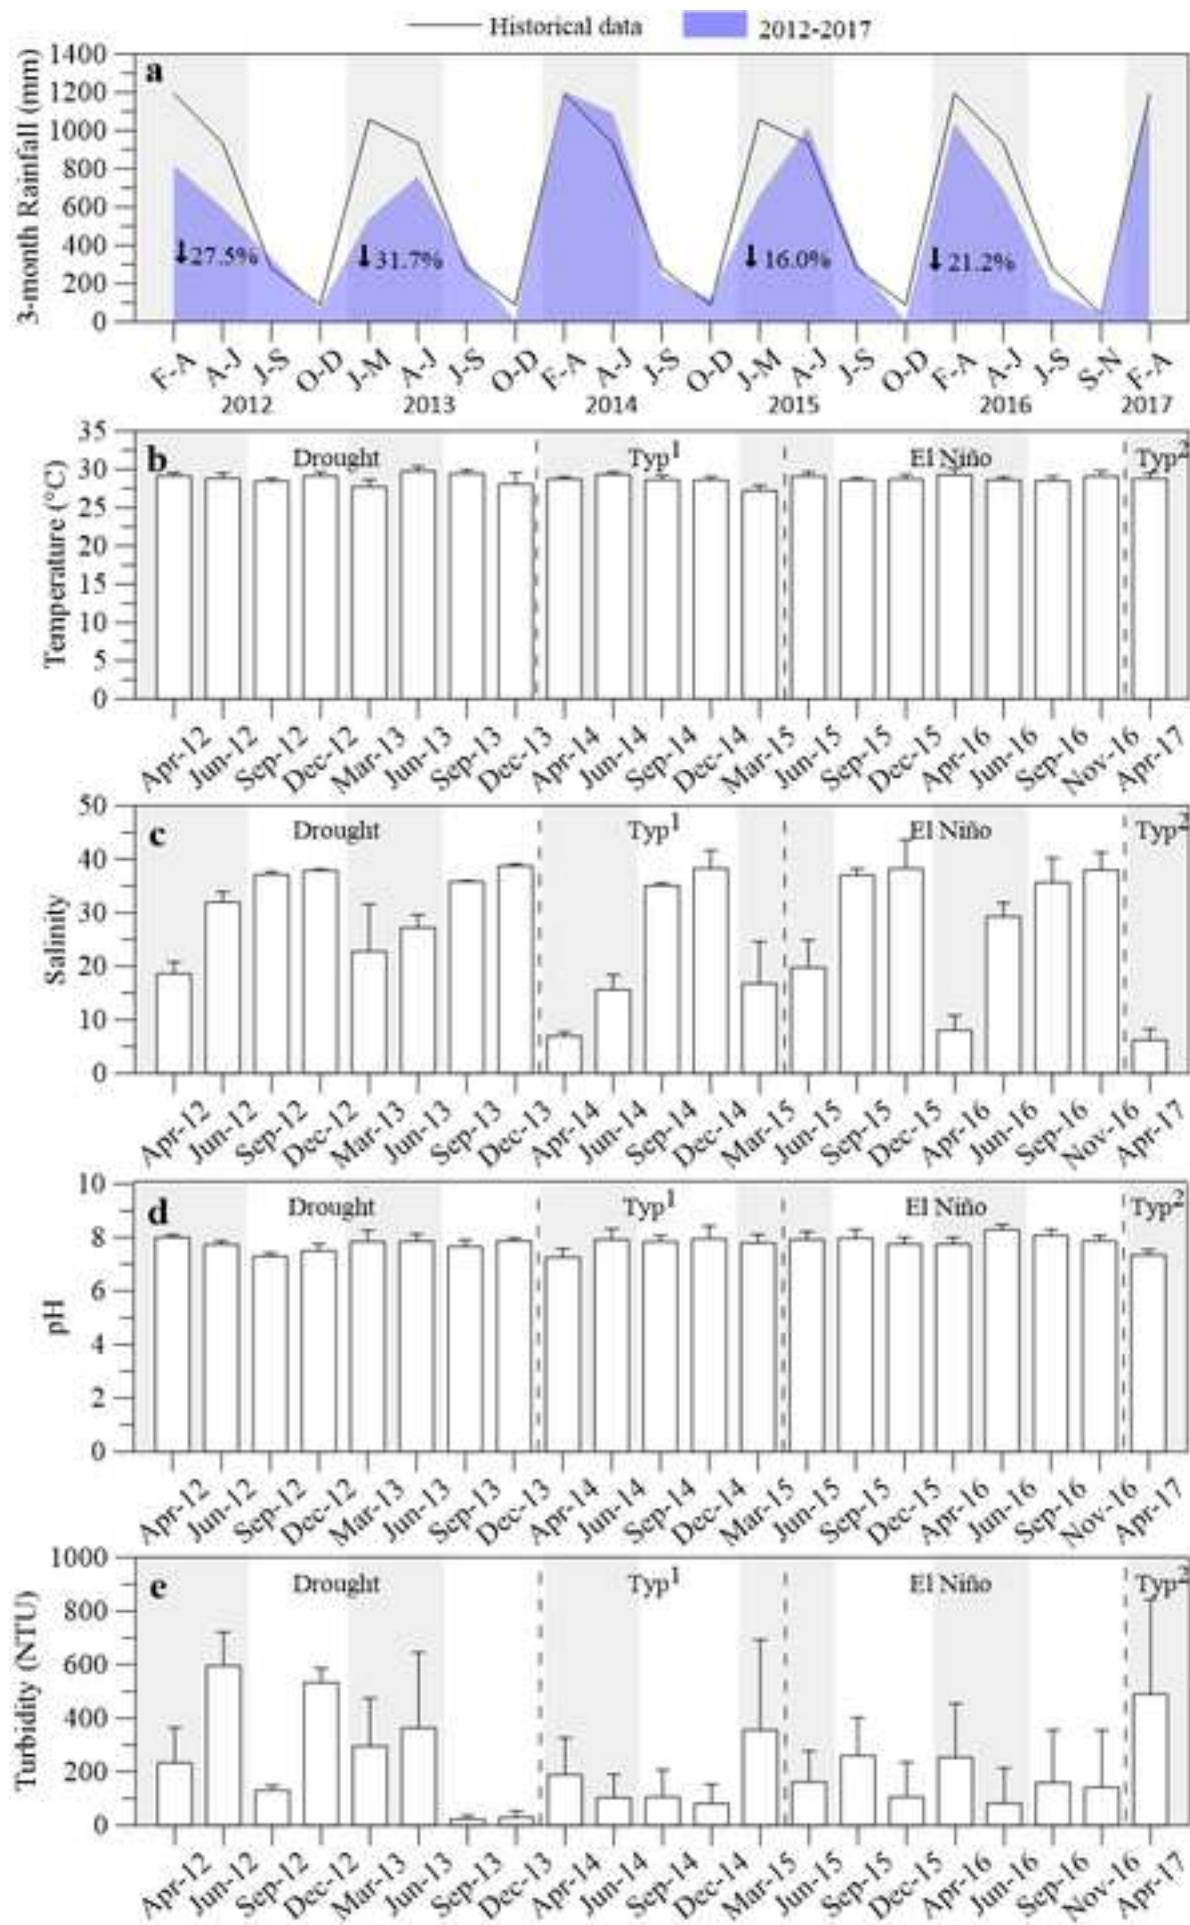 Historical data 2012-2017
a
3-month Rainfall (mm)
1400
1200
1000
800
600
400
200
0
↓27.5% ↓31.7% ↓16.0% ↓21.2%
F-A A-J J-S O-D J-M A-J J-S O-D F-A A-J J-S O-D J-M A-J J-S O-D F-A A-J J-S S-N F-A
2012 2013 2014 2015 2016 2017
b Drought Typ1 El Niño Typ2
Temperature (°C)
35
30
25
20
15
10
5
0
Apr-12 Jun-12 Sep-12 Dec-12 Mar-13 Jun-13 Sep-13 Dec-13 Apr-14 Jun-14 Sep-14 Dec-14 Mar-15 Jun-15 Sep-15 Dec-15 Apr-16 Jun-16 Sep-16 Nov-16 Apr-17
c Drought Typ1 El Niño Typ2
Salinity
50
40
30
20
10
0
Apr-12 Jun-12 Sep-12 Dec-12 Mar-13 Jun-13 Sep-13 Dec-13 Apr-14 Jun-14 Sep-14 Dec-14 Mar-15 Jun-15 Sep-15 Dec-15 Apr-16 Jun-16 Sep-16 Nov-16 Apr-17
d Drought Typ1 El Niño Typ2
pH
10
8
6
4
2
0
Apr-12 Jun-12 Sep-12 Dec-12 Mar-13 Jun-13 Sep-13 Dec-13 Apr-14 Jun-14 Sep-14 Dec-14 Mar-15 Jun-15 Sep-15 Dec-15 Apr-16 Jun-16 Sep-16 Nov-16 Apr-17
e Drought Typ1 El Niño Typ2
Turbidity (NTU)
1000
800
600
400
200
0
Apr-12 Jun-12 Sep-12 Dec-12 Mar-13 Jun-13 Sep-13 Dec-13 Apr-14 Jun-14 Sep-14 Dec-14 Mar-15 Jun-15 Sep-15 Dec-15 Apr-16 Jun-16 Sep-16 Nov-16 Apr-17